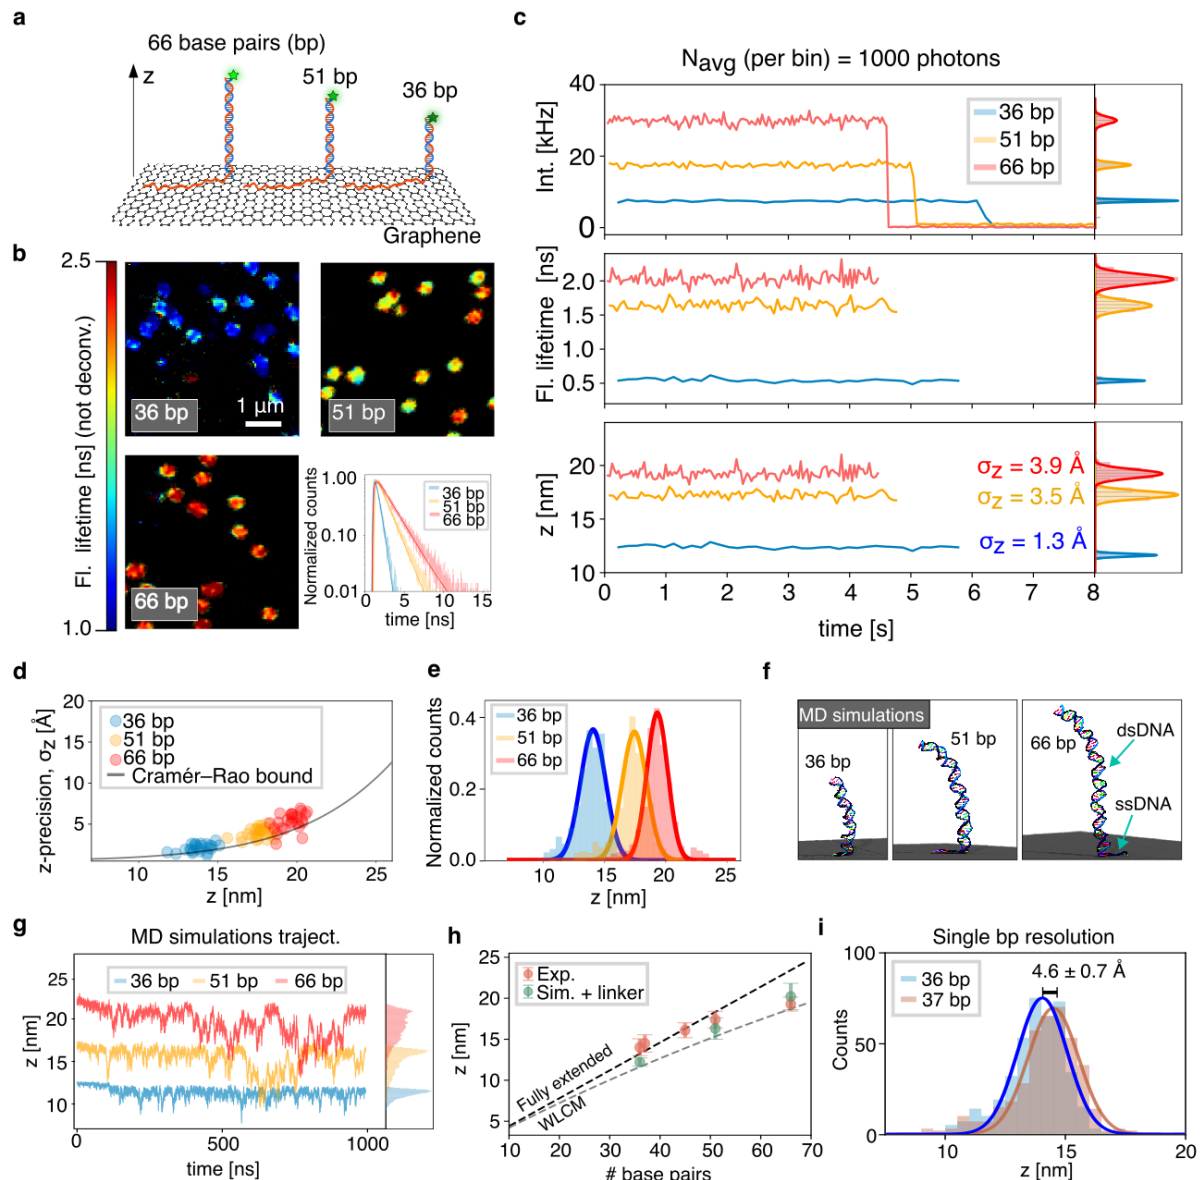 a
66 base pairs (bp)
z
51 bp
36 bp
Graphene
b
Fl. lifetime [ns] (not deconv.)
2.5
1.0
36 bp
1 μm
51 bp
66 bp
Normalized counts
1.00
0.10
0.01
36 bp
51 bp
66 bp
0 5 10 15
time [ns]
c
Navg (per bin) = 1000 photons
Int. [kHz]
40
20
0
36 bp
51 bp
66 bp
Fl. lifetime [ns]
2.0
1.5
1.0
0.5
z [nm]
20
15
10
σz = 3.9 Å
σz = 3.5 Å
σz = 1.3 Å
0 1 2 3 4 5 6 7 8
time [s]
d
z-precision, σz [Å]
20
15
10
5
36 bp
51 bp
66 bp
Cramér–Rao bound
10 15 20 25
z [nm]
e
Normalized counts
0.4
0.2
0.0
36 bp
51 bp
66 bp
10 15 20 25
z [nm]
f
MD simulations
36 bp
51 bp
66 bp
dsDNA
ssDNA
g
MD simulations traject.
z [nm]
25
20
15
10
36 bp 51 bp 66 bp
0 500 1000
time [ns]
h
z [nm]
25
20
15
10
5
Exp.
Sim. + linker
Fully extended
WLCM
10 20 30 40 50 60 70
# base pairs
i
Single bp resolution
Counts
100
50
0
36 bp
37 bp
4.6 ± 0.7 Å
10 15 20
z [nm]